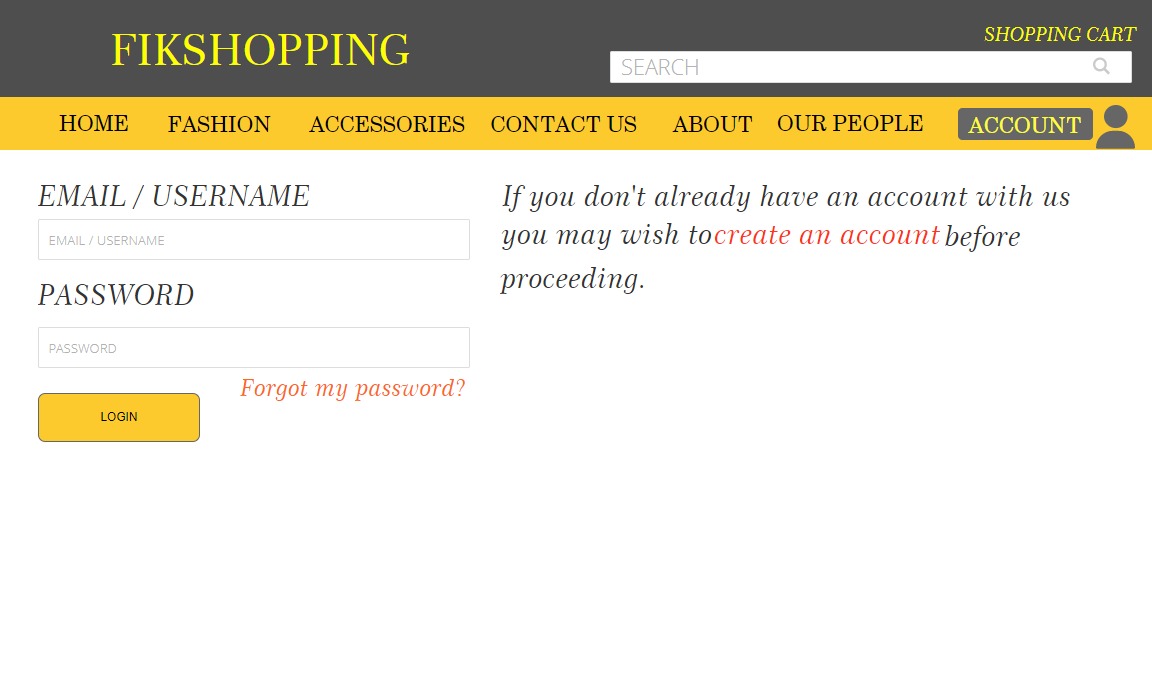 FIKSHOPPING
SHOPPING CART
SEARCH
HOME FASHION ACCESSORIES CONTACT US ABOUT OUR PEOPLE ACCOUNT
EMAIL / USERNAME
EMAIL / USERNAME
PASSWORD
PASSWORD
Forgot my password?
LOGIN
If you don't already have an account with us
you may wish to create an account before
proceeding.